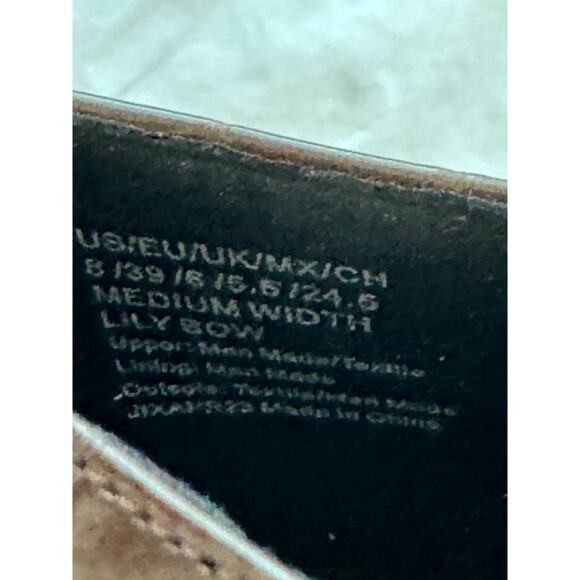 US/EU/UK/MX/CH
8/39/6/5.5/24.5
MEDIUM WIDTH
LILY BOW
Upper: Man Made/Textile
Lining: Man Made
Outsole: Textile/Man Made
Made in China